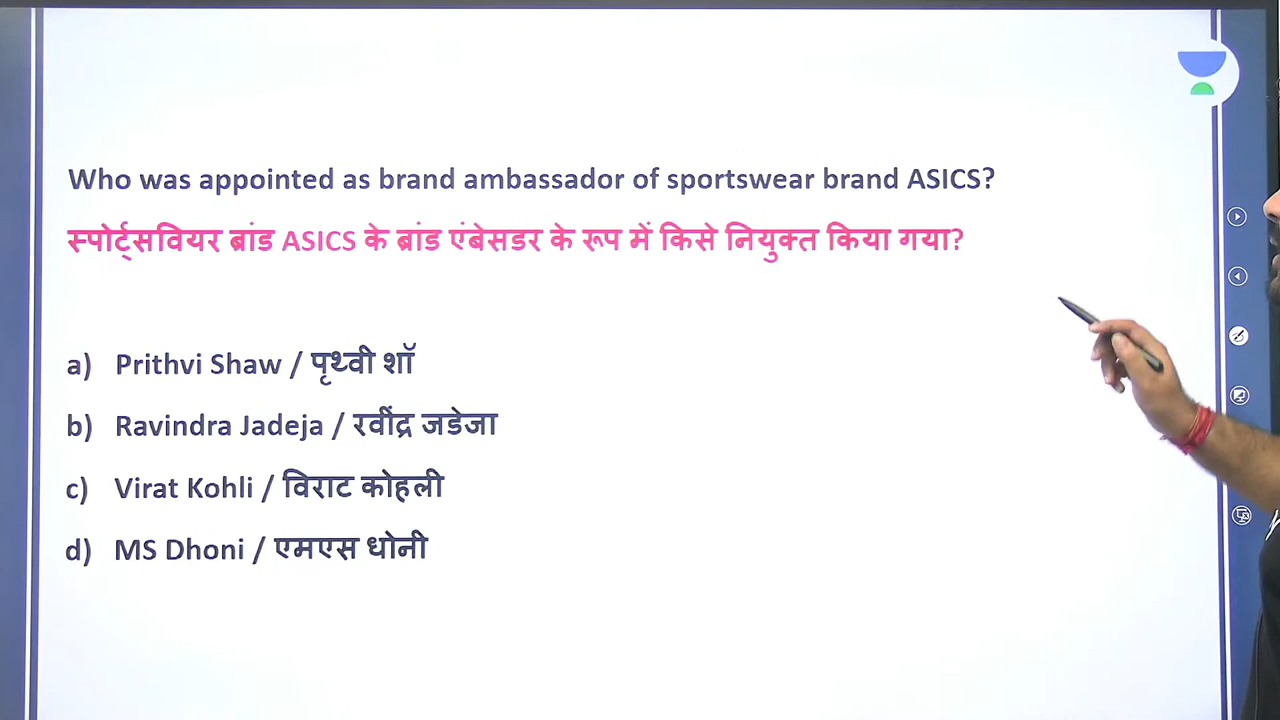 Who was appointed as brand ambassador of sportswear brand ASICS?
स्पोर्ट्सवियर ब्रांड ASICS के ब्रांड एंबेसडर के रूप में किसे नियुक्त किया गया?
a) Prithvi Shaw / पृथ्वी शॉ
b) Ravindra Jadeja / रवींद्र जडेजा
c) Virat Kohli / विराट कोहली
d) MS Dhoni / एमएस धोनी